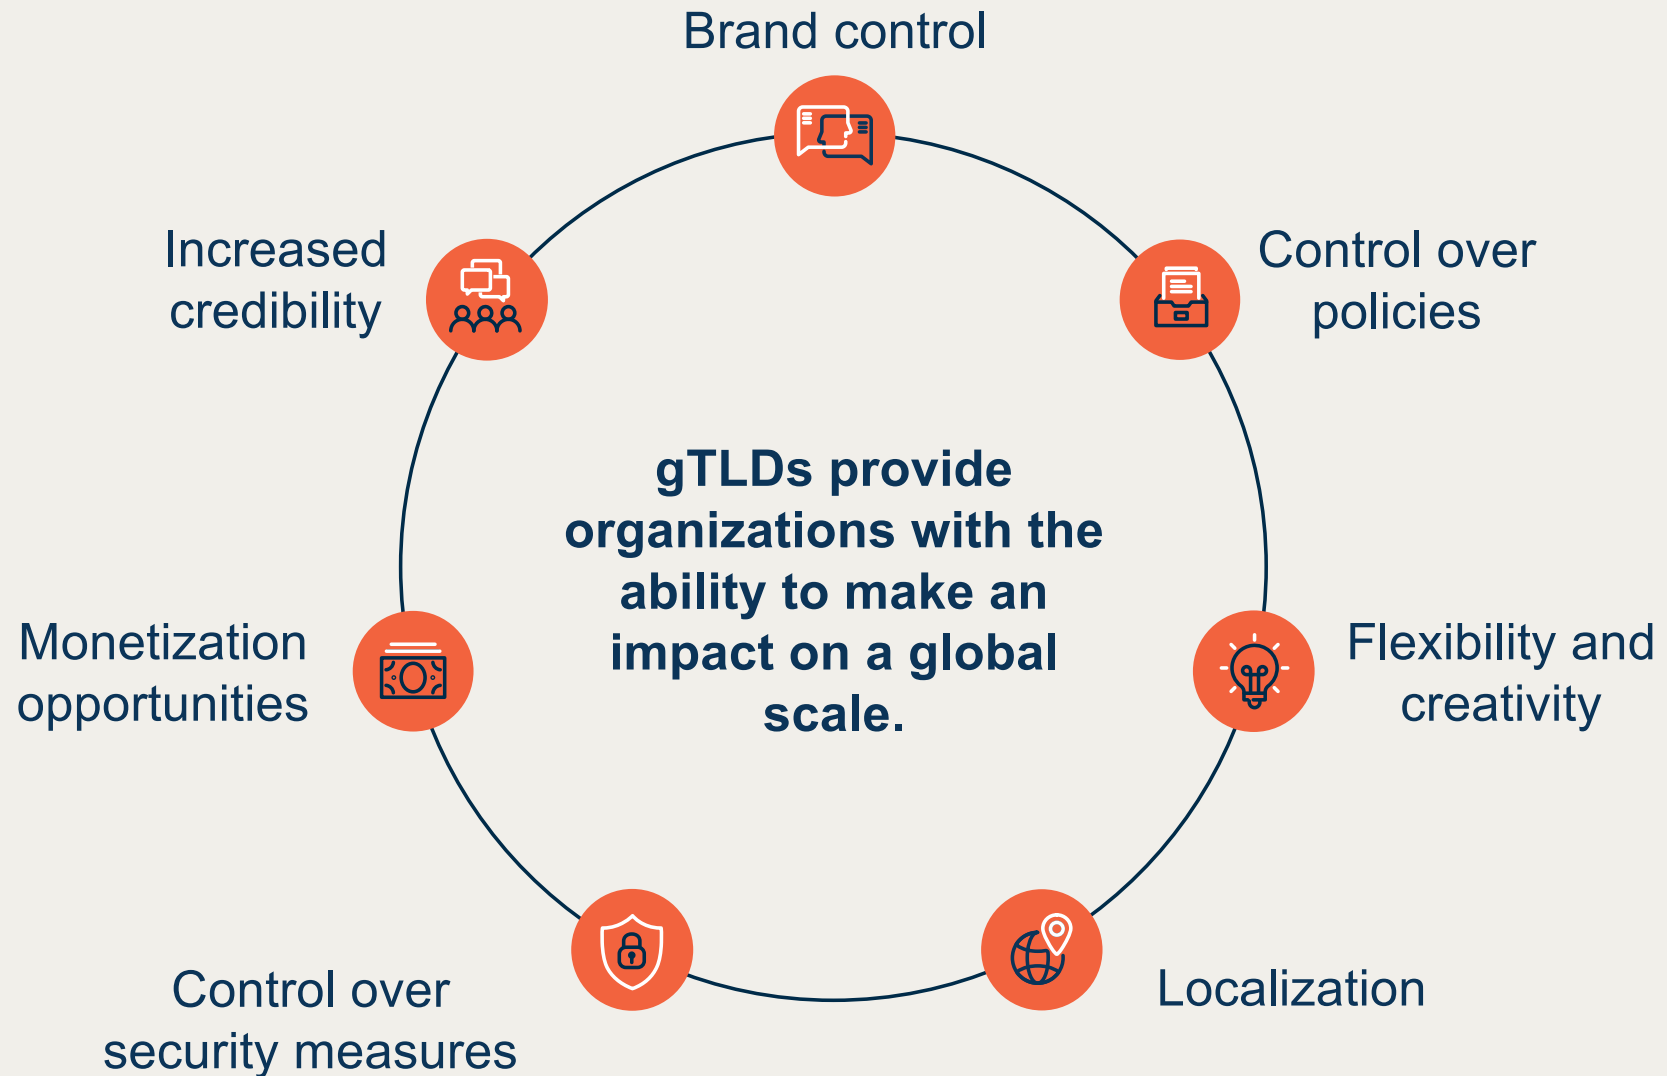 Brand control
Increased
credibility
Control over
policies
gTLDs provide
organizations with the
ability to make an
impact on a global
scale.
Monetization
opportunities
Flexibility and
creativity
Control over
security measures
Localization